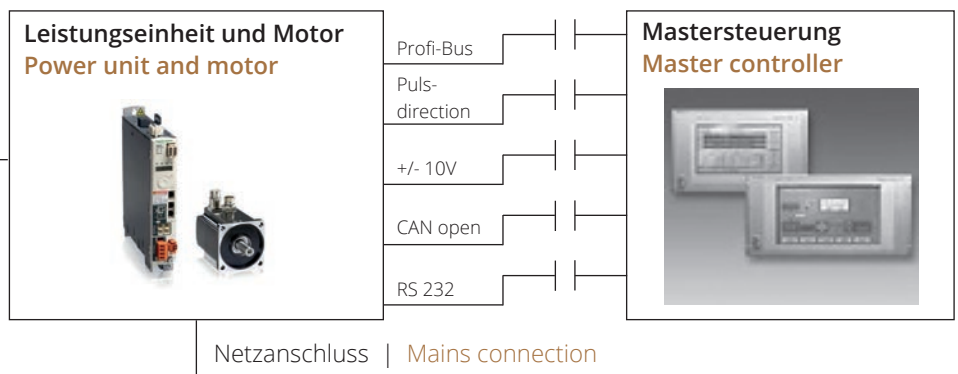 Leistungseinheit und Motor
Power unit and motor
Profi-Bus
Puls-
direction
+/- 10V
CAN open
RS 232
Mastersteuerung
Master controller
Netzanschluss | Mains connection